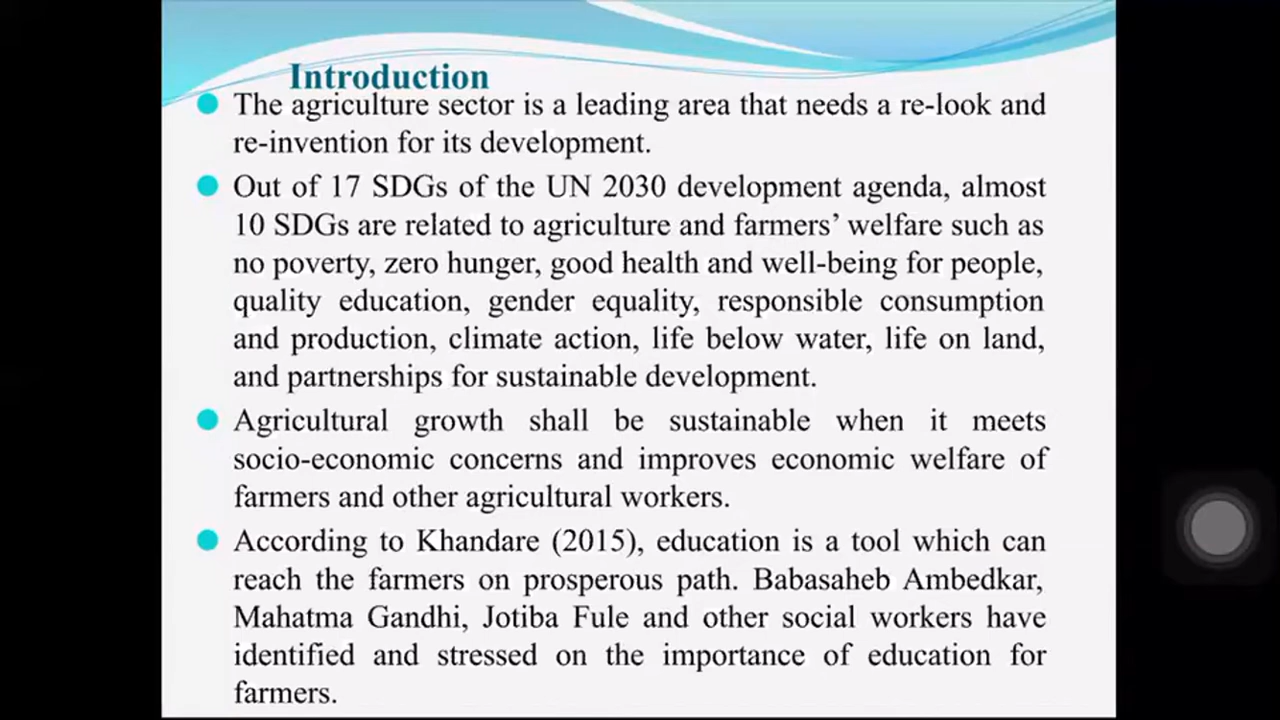 Introduction
The agriculture sector is a leading area that needs a re-look and
re-invention for its development.
Out of 17 SDGs of the UN 2030 development agenda, almost
10 SDGs are related to agriculture and farmers’ welfare such as
no poverty, zero hunger, good health and well-being for people,
quality education, gender equality, responsible consumption
and production, climate action, life below water, life on land,
and partnerships for sustainable development.
Agricultural growth shall be sustainable when it meets
socio-economic concerns and improves economic welfare of
farmers and other agricultural workers.
According to Khandare (2015), education is a tool which can
reach the farmers on prosperous path. Babasaheb Ambedkar,
Mahatma Gandhi, Jotiba Fule and other social workers have
identified and stressed on the importance of education for
farmers.